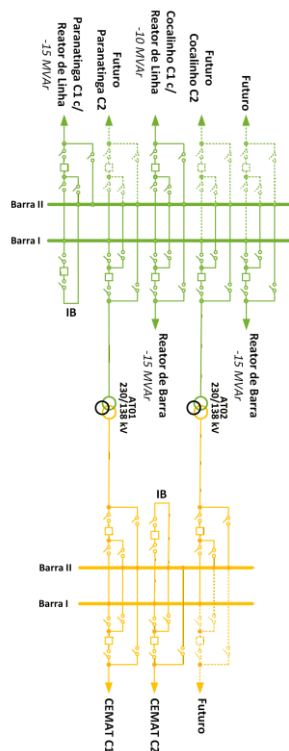 Paranatinga C1 c/
Reator de Linha
-15 MVAr
Futuro
Paranatinga C2
Cocalinho C1 c/
Reator de Linha
-10 MVAr
Futuro
Cocalinho C2
Futuro
Barra II
Barra I
IB
Reator de Barra
-15 MVAr
Reator de Barra
-15 MVAr
AT01
230/138 kV
AT02
230/138 kV
IB
Barra II
Barra I
CEMAT C1
CEMAT C2
Futuro